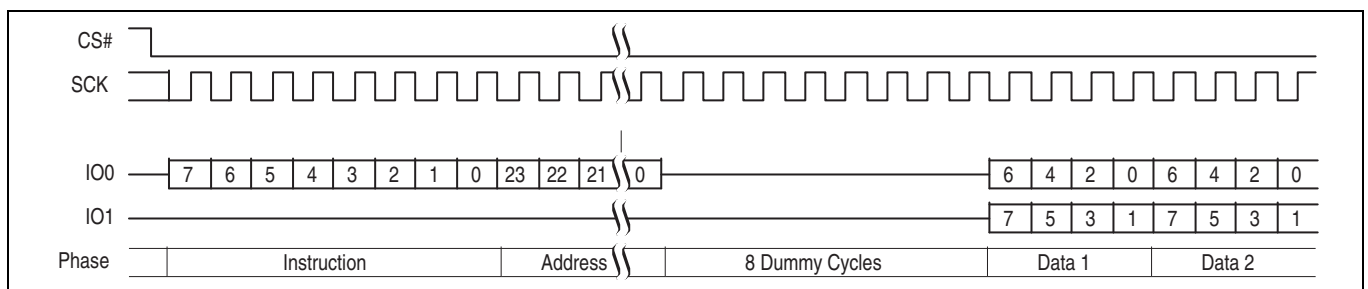 CS#
SCK
IO0 7 6 5 4 3 2 1 0 23 22 21 0 6 4 2 0 6 4 2 0
IO1 7 5 3 1 7 5 3 1
Phase Instruction Address 8 Dummy Cycles Data 1 Data 2